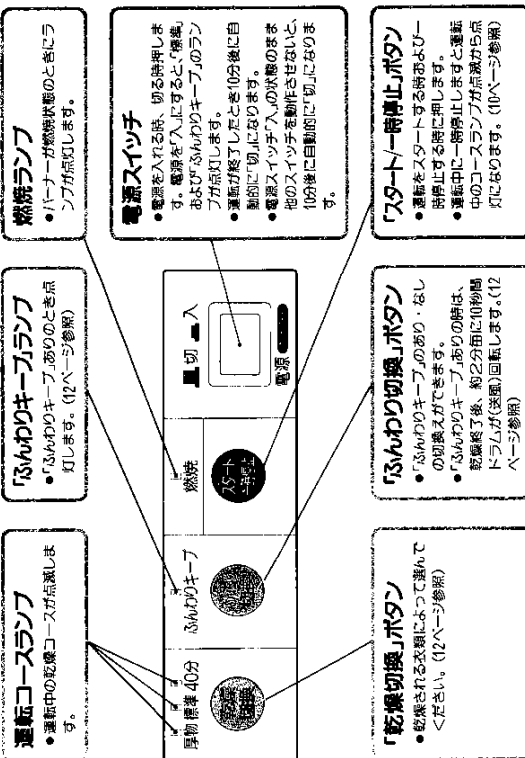 運転コースランプ
●運転中の乾燥コースが点滅しま
す。
「ふんわりキープ」ランプ
●「ふんわりキープ」ありのとき点
灯します。(12ページ参照)
燃焼ランプ
●バーナーが燃焼状態のときにラ
ンプが点灯します。
電源スイッチ
●電源を入れる時、切る時押しま
す。電源を「入」にすると、「標準」
および「ふんわりキープ」のラン
プが点灯します。
●運転が終了したとき10分後に自
動的に「切」になります。
●電源スイッチ「入」の状態のまま
他のスイッチを動作させないと、
10分後に自動的に「切」になりま
す。
厚物 標準 40分
乾燥
切換
ふんわりキープ
燃焼
スタート
一時停止
切 入
電源
「乾燥切換」ボタン
●乾燥される衣類によって選んで
ください。(12ページ参照)
「ふんわり切換」ボタン
●「ふんわりキープ」のあり・なし
の切換えができます。
●「ふんわりキープ」ありの時は、
乾燥終了後、約2分毎に10秒間
ドラムが(送風)回転します。(12
ページ参照)
「スタート/一時停止」ボタン
●運転をスタートする時および一
時停止する時に押します。
●運転中に一時停止しますと運転
中のコースランプが点滅から点
灯になります。(10ページ参照)